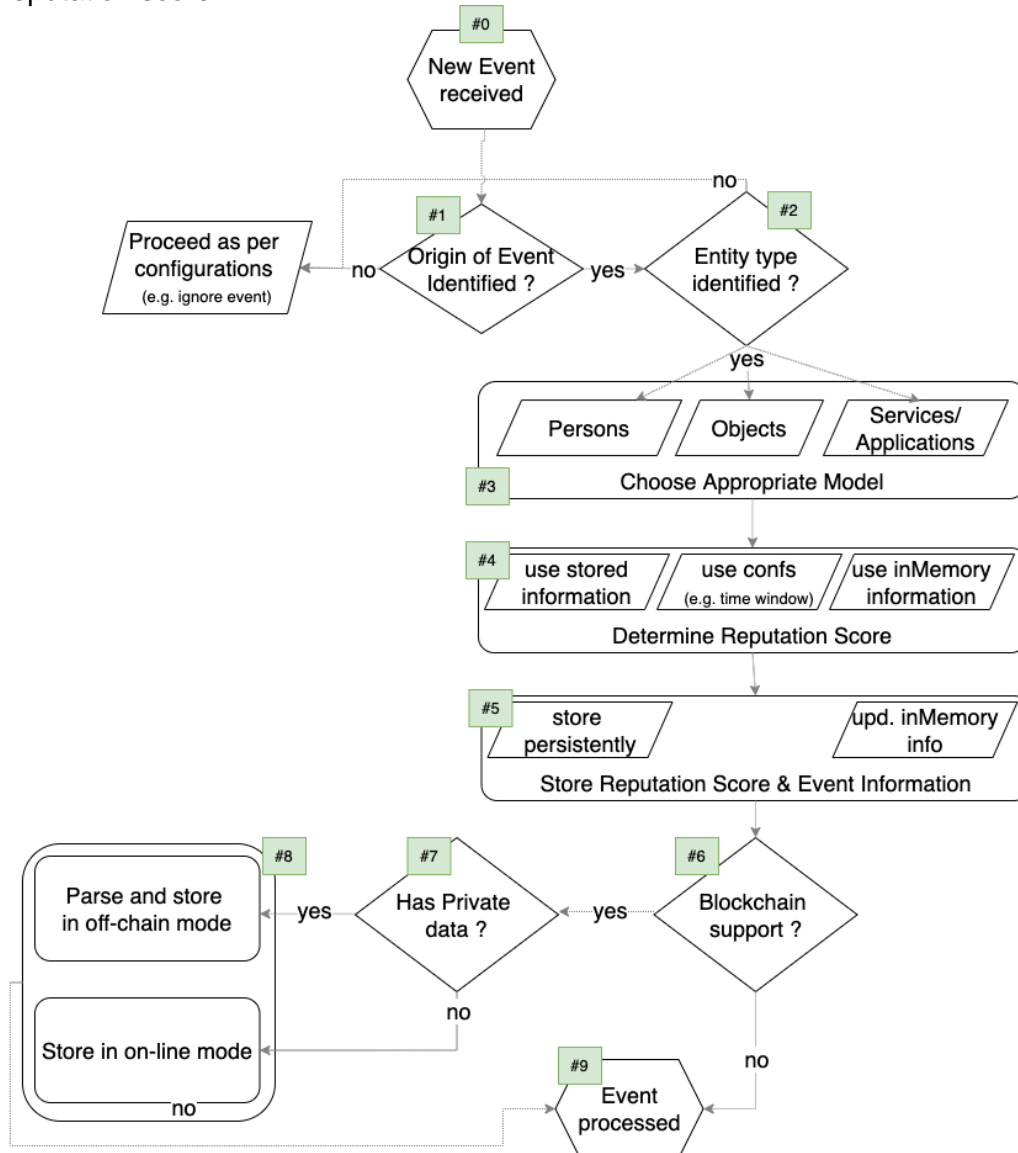 #0
New Event
received
no
#1
#2
Proceed as per
configurations
(e.g. ignore event)
no
Origin of Event
Identified ?
yes
Entity type
identified ?
yes
Persons
Objects
Services/
Applications
#3
Choose Appropriate Model
#4
use stored
information
use confs
(e.g. time window)
use inMemory
information
Determine Reputation Score
#5
store
persistently
upd. inMemory
info
Store Reputation Score & Event Information
#8
#7
#6
Parse and store
in off-chain mode
yes
Has Private
data ?
yes
Blockchain
support ?
no
Store in on-line mode
no
no
#9
Event
processed